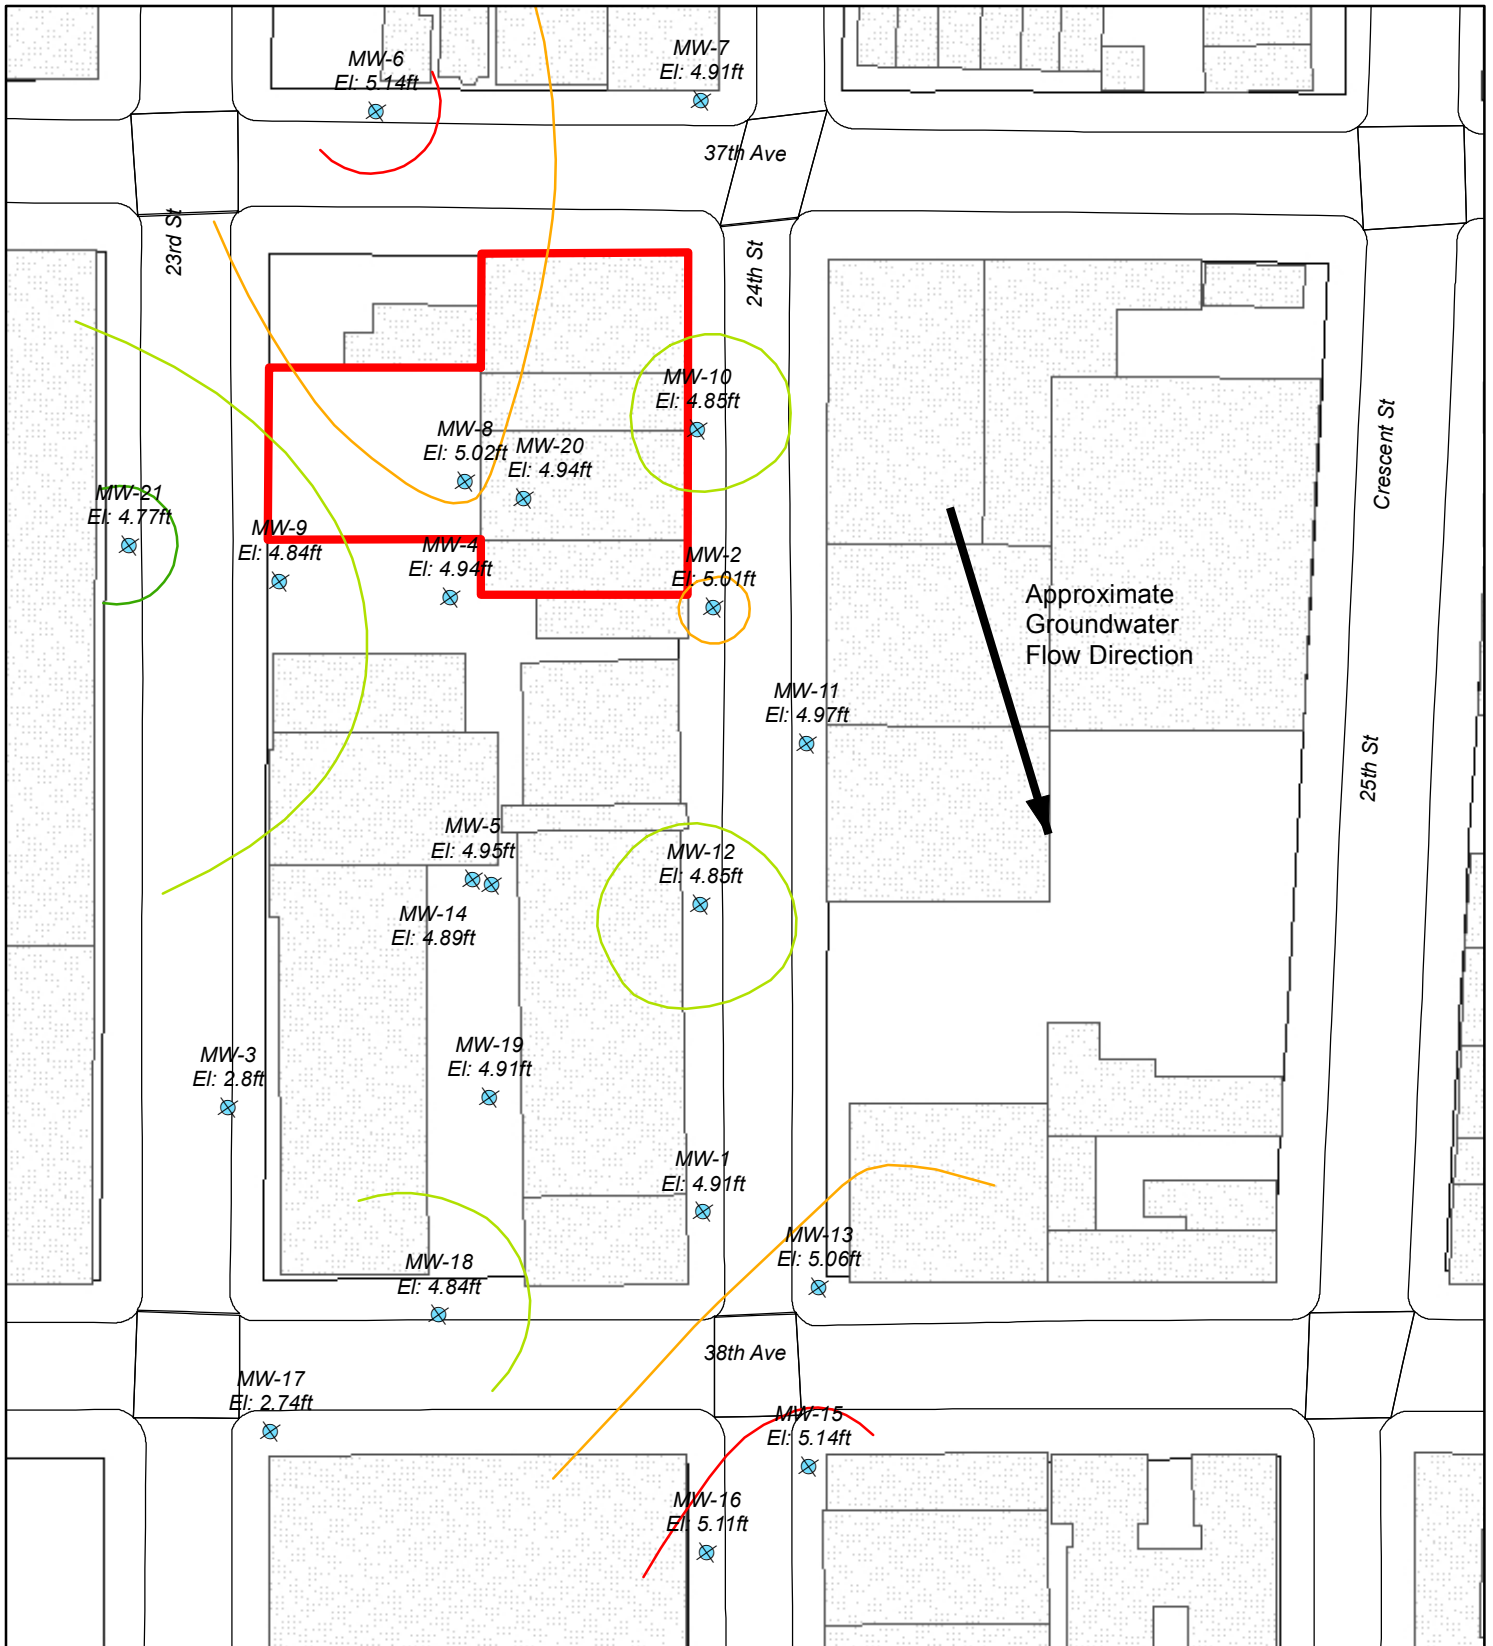 MW-6
El: 5.14ft
MW-7
El: 4.91ft
37th Ave
23rd St
24th St
MW-10
El: 4.85ft
MW-8
El: 5.02ft
MW-20
El: 4.94ft
Crescent St
MW-21
El: 4.77ft
MW-9
El: 4.84ft
MW-4
El: 4.94ft
MW-2
El: 5.01ft
Approximate
Groundwater
Flow Direction
MW-11
El: 4.97ft
25th St
MW-5
El: 4.95ft
MW-12
El: 4.85ft
MW-14
El: 4.89ft
MW-3
El: 2.8ft
MW-19
El: 4.91ft
MW-1
El: 4.91ft
MW-13
El: 5.06ft
MW-18
El: 4.84ft
38th Ave
MW-17
El: 2.74ft
MW-15
El: 5.14ft
MW-16
El: 5.11ft